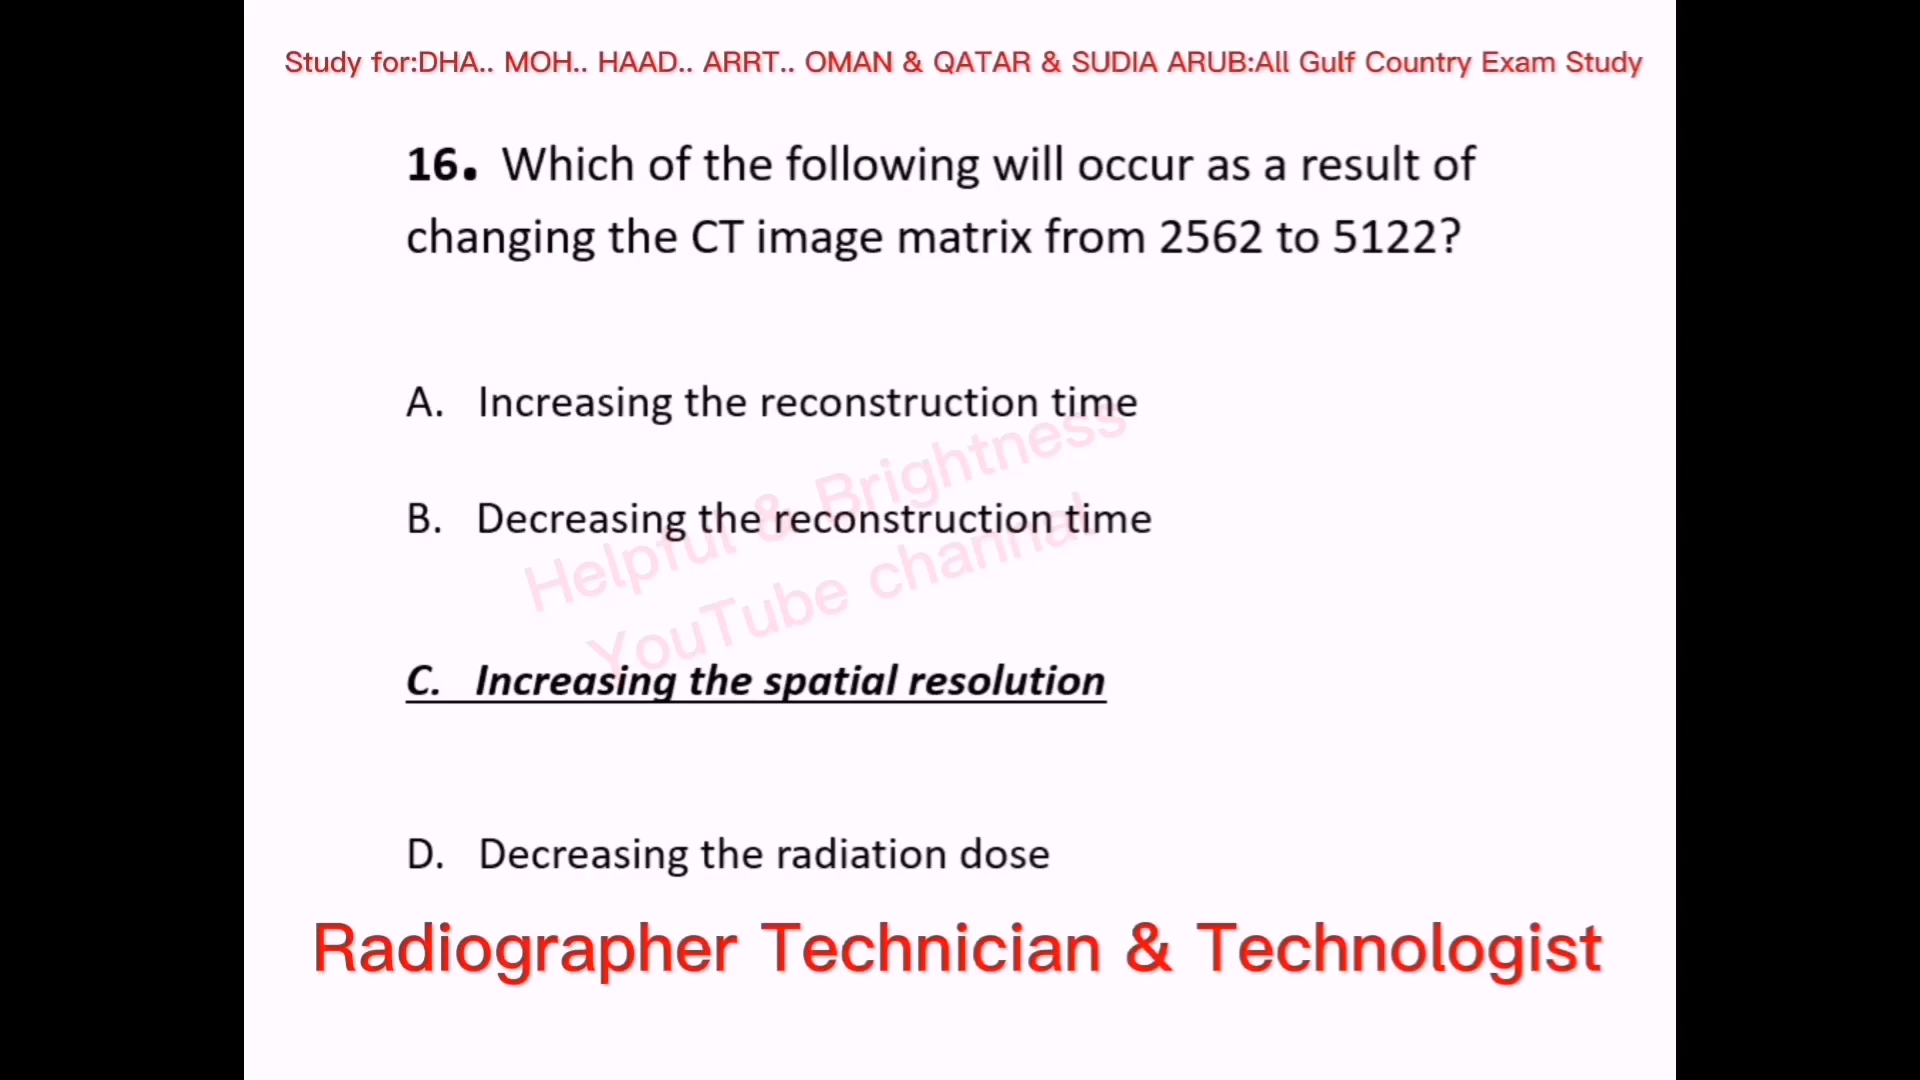 Study for:DHA.. MOH.. HAAD.. ARRT.. OMAN & QATAR & SUDIA ARUB:All Gulf Country Exam Study
16. Which of the following will occur as a result of
changing the CT image matrix from 2562 to 5122?
A. Increasing the reconstruction time
B. Decreasing the reconstruction time
Helpful & Brightness
YouTube channal
C. Increasing the spatial resolution
D. Decreasing the radiation dose
Radiographer Technician & Technologist